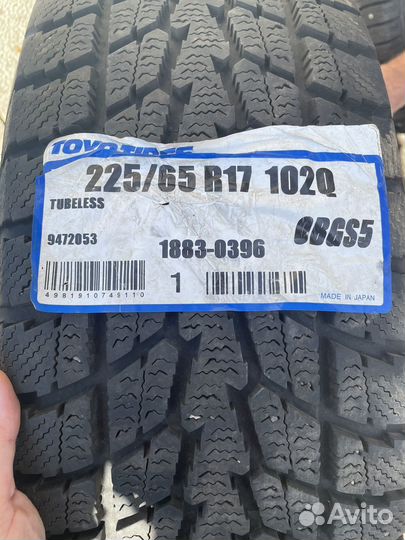 TOYO TIRES
225/65 R17 102Q
TUBELESS
9472053
1883-0396
OBGS5
4981910749110
1
MADE IN JAPAN
Avito